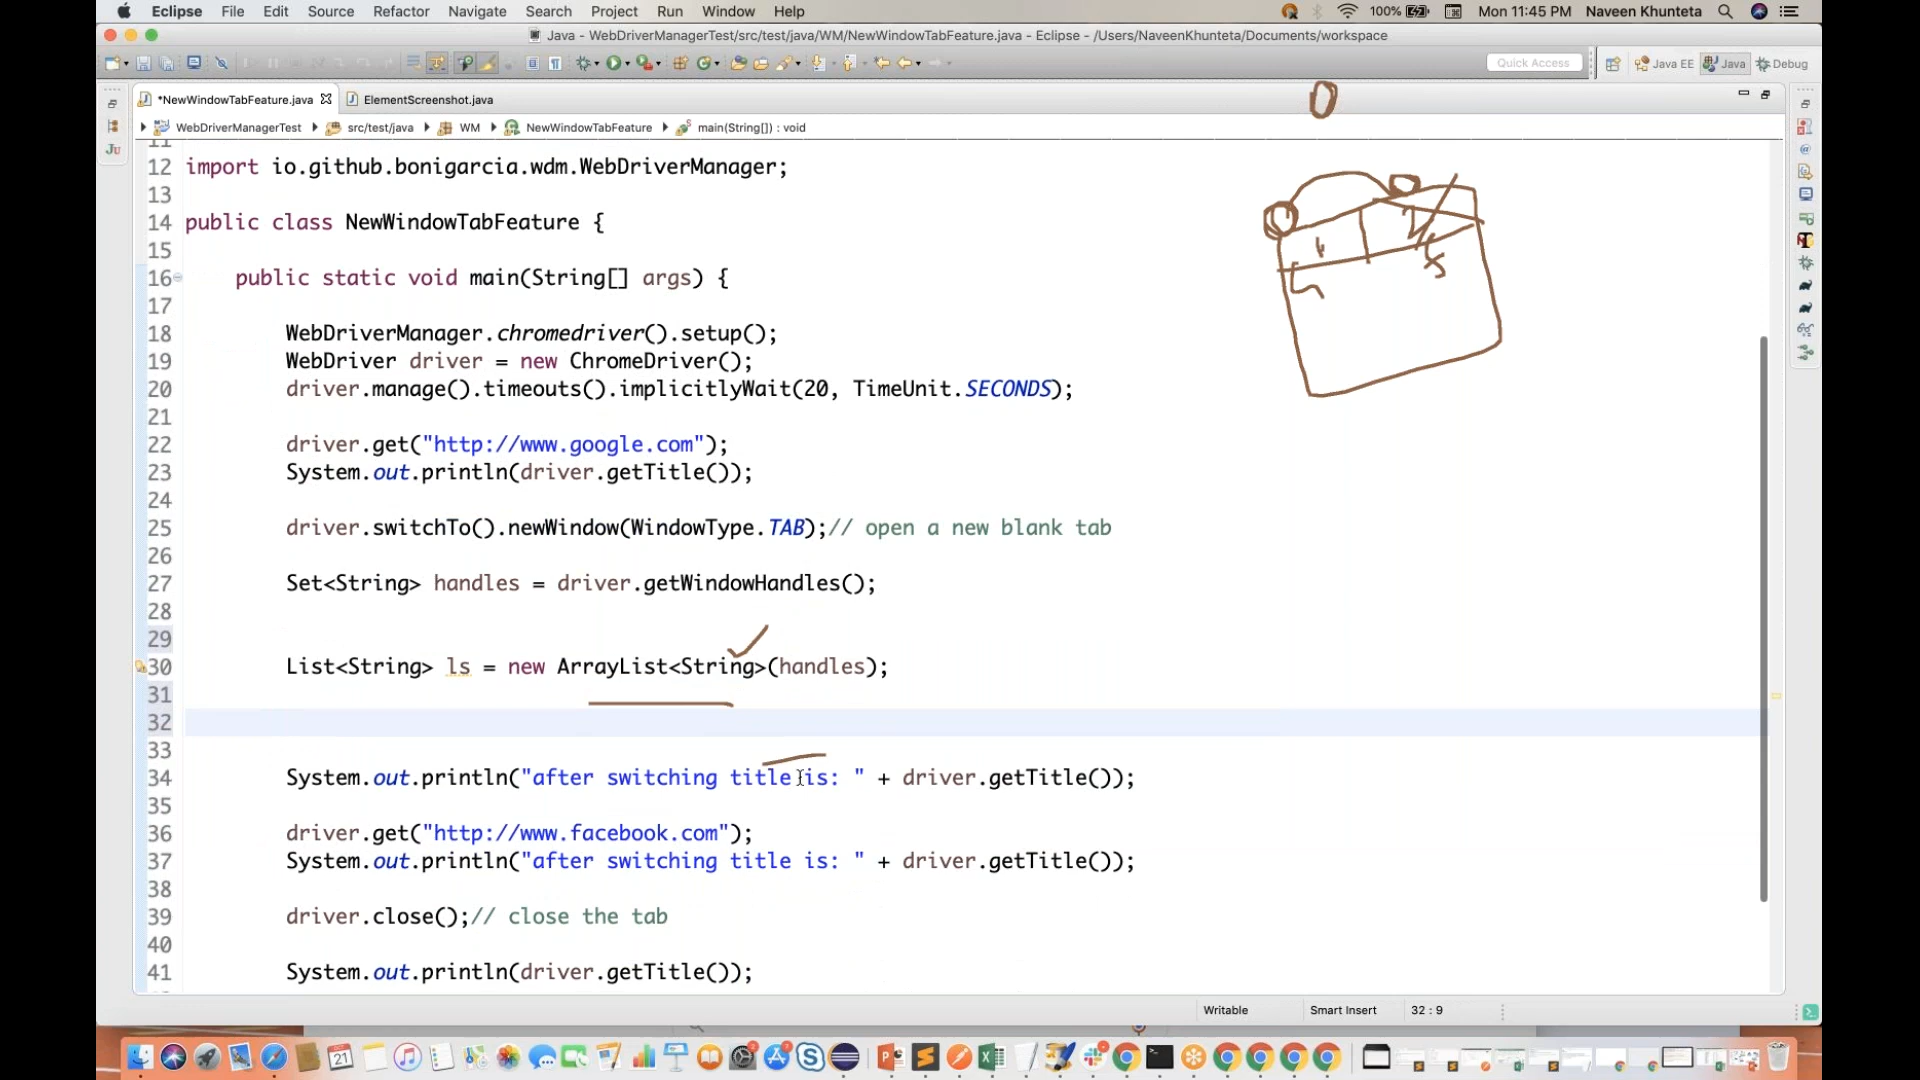 Eclipse File Edit Source Refactor Navigate Search Project Run Window Help 100% Mon 11:45 PM Naveen Khunteta
Java - WebDriverManagerTest/src/test/java/WM/NewWindowTabFeature.java - Eclipse - /Users/NaveenKhunteta/Documents/workspace
Quick Access Java EE Java Debug
*NewWindowTabFeature.java ElementScreenshot.java
WebDriverManagerTest src/test/java WM NewWindowTabFeature main(String[]) : void
11
12 import io.github.bonigarcia.wdm.WebDriverManager;
13
14 public class NewWindowTabFeature {
15
16 public static void main(String[] args) {
17
18 WebDriverManager.chromedriver().setup();
19 WebDriver driver = new ChromeDriver();
20 driver.manage().timeouts().implicitlyWait(20, TimeUnit.SECONDS);
21
22 driver.get("http://www.google.com");
23 System.out.println(driver.getTitle());
24
25 driver.switchTo().newWindow(WindowType.TAB);// open a new blank tab
26
27 Set<String> handles = driver.getWindowHandles();
28
29
30 List<String> ls = new ArrayList<String>(handles);
31
32
33
34 System.out.println("after switching title is: " + driver.getTitle());
35
36 driver.get("http://www.facebook.com");
37 System.out.println("after switching title is: " + driver.getTitle());
38
39 driver.close();// close the tab
40
41 System.out.println(driver.getTitle());
Writable Smart Insert 32 : 9